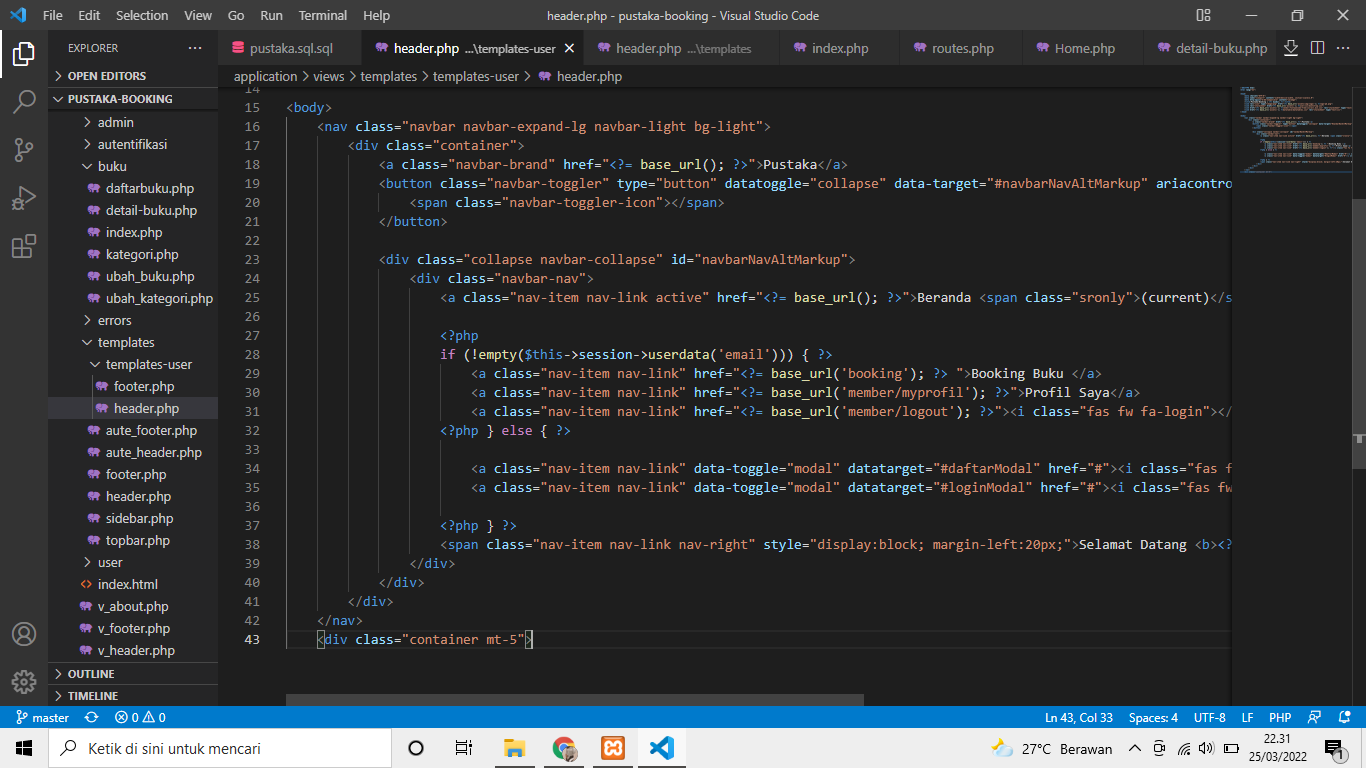 File Edit Selection View Go Run Terminal Help
header.php - pustaka-booking - Visual Studio Code
EXPLORER
OPEN EDITORS
PUSTAKA-BOOKING
admin
autentifikasi
buku
daftarbuku.php
detail-buku.php
index.php
kategori.php
ubah_buku.php
ubah_kategori.php
errors
templates
templates-user
footer.php
header.php
aute_footer.php
aute_header.php
footer.php
header.php
sidebar.php
topbar.php
user
index.html
v_about.php
v_footer.php
v_header.php
OUTLINE
TIMELINE
pustaka.sql.sql header.php ...\templates-user header.php ...\templates index.php routes.php Home.php detail-buku.php
application > views > templates > templates-user > header.php
14
15 <body>
16 <nav class="navbar navbar-expand-lg navbar-light bg-light">
17 <div class="container">
18 <a class="navbar-brand" href="<?= base_url(); ?>">Pustaka</a>
19 <button class="navbar-toggler" type="button" datatoggle="collapse" data-target="#navbarNavAltMarkup" ariacontro
20 <span class="navbar-toggler-icon"></span>
21 </button>
22
23 <div class="collapse navbar-collapse" id="navbarNavAltMarkup">
24 <div class="navbar-nav">
25 <a class="nav-item nav-link active" href="<?= base_url(); ?>">Beranda <span class="sronly">(current)</s
26
27 <?php
28 if (!empty($this->session->userdata('email'))) { ?>
29 <a class="nav-item nav-link" href="<?= base_url('booking'); ?> ">Booking Buku </a>
30 <a class="nav-item nav-link" href="<?= base_url('member/myprofil'); ?>">Profil Saya</a>
31 <a class="nav-item nav-link" href="<?= base_url('member/logout'); ?>"><i class="fas fw fa-login"></
32 <?php } else { ?>
33
34 <a class="nav-item nav-link" data-toggle="modal" datatarget="#daftarModal" href="#"><i class="fas f
35 <a class="nav-item nav-link" data-toggle="modal" datatarget="#loginModal" href="#"><i class="fas fw
36
37 <?php } ?>
38 <span class="nav-item nav-link nav-right" style="display:block; margin-left:20px;">Selamat Datang <b><?
39 </div>
40 </div>
41 </div>
42 </nav>
43 <div class="container mt-5">
master 0 0 Ln 43, Col 33 Spaces: 4 UTF-8 LF PHP
Ketik di sini untuk mencari
27°C Berawan
22.31
25/03/2022
1